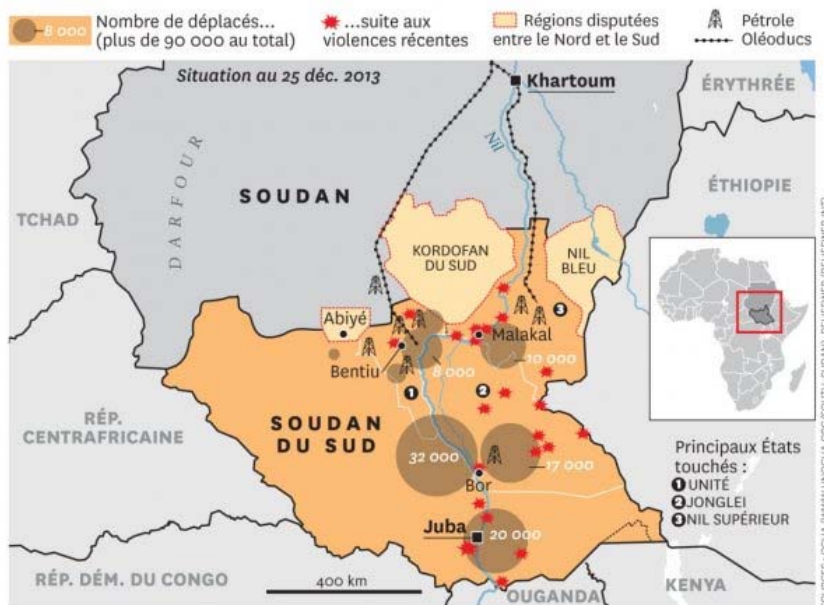 8 000
Nombre de déplacés...
(plus de 90 000 au total)
...suite aux
violences récentes
Régions disputées
entre le Nord et le Sud
Pétrole
Oléoducs
Situation au 25 déc. 2013
Khartoum
ÉRYTHRÉE
Nil
DARFOUR
SOUDAN
TCHAD
ÉTHIOPIE
KORDOFAN
DU SUD
NIL
BLEU
Abiyé
3
Malakal
Bentiu
10 000
8 000
1
2
RÉP.
CENTRAFRICAINE
SOUDAN
DU SUD
32 000
17 000
Bor
Principaux États
touchés :
1 UNITÉ
2 JONGLEI
3 NIL SUPÉRIEUR
Juba
20 000
RÉP. DÉM. DU CONGO
400 km
OUGANDA
KENYA